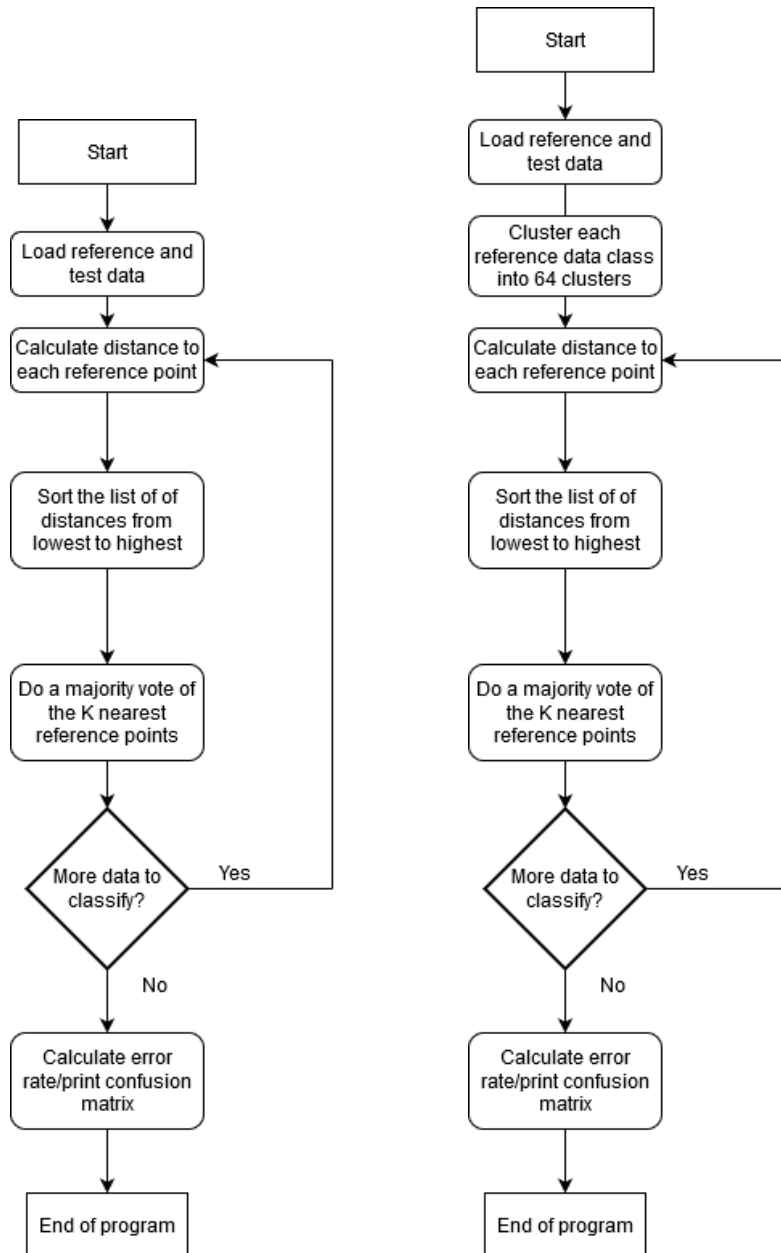 Start
Load reference and
test data
Calculate distance to
each reference point
Sort the list of of
distances from
lowest to highest
Do a majority vote of
the K nearest
reference points
More data to
classify?
Yes
No
Calculate error
rate/print confusion
matrix
End of program
Start
Load reference and
test data
Cluster each
reference data class
into 64 clusters
Calculate distance to
each reference point
Sort the list of of
distances from
lowest to highest
Do a majority vote of
the K nearest
reference points
More data to
classify?
Yes
No
Calculate error
rate/print confusion
matrix
End of program